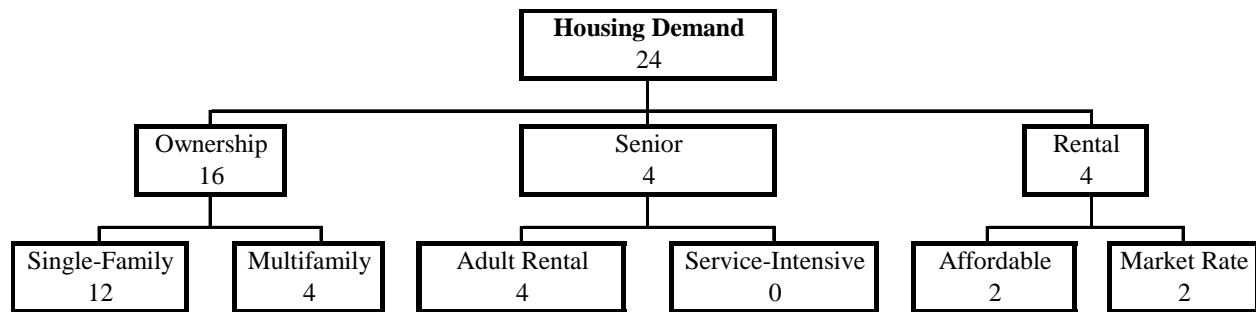 Housing Demand
24
Ownership
16
Senior
4
Rental
4
Single-Family
12
Multifamily
4
Adult Rental
4
Service-Intensive
0
Affordable
2
Market Rate
2